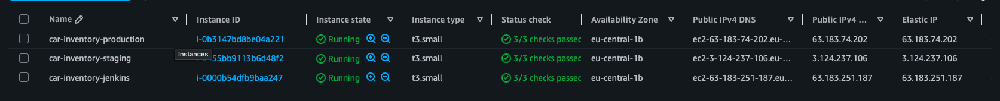 Name Instance ID Instance state Instance type Status check Availability Zone Public IPv4 DNS Public IPv4 ... Elastic IP
car-inventory-production i-0b3147bd8be04a221 Running t3.small 3/3 checks passed eu-central-1b ec2-63-183-74-202.eu-... 63.183.74.202 63.183.74.202
car-inventory-staging 455bb9113b6d48f2 Running t3.small 3/3 checks passed eu-central-1b ec2-3-124-237-106.eu-... 3.124.237.106 3.124.237.106
Instances
car-inventory-jenkins i-0000b54dfb9baa247 Running t3.small 3/3 checks passed eu-central-1b ec2-63-183-251-187.eu... 63.183.251.187 63.183.251.187